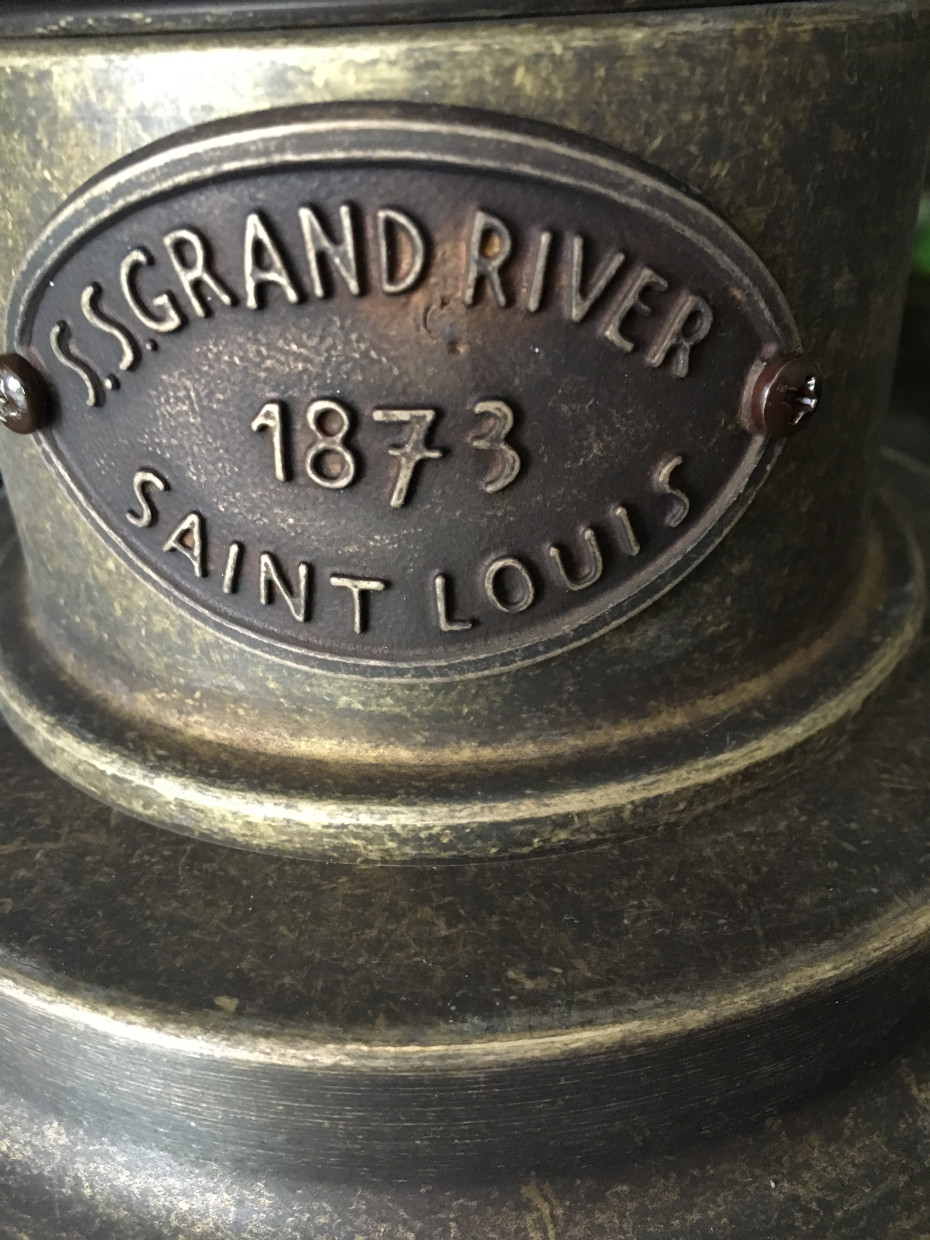 S.S.GRAND RIVER
1873
SAINT LOUIS